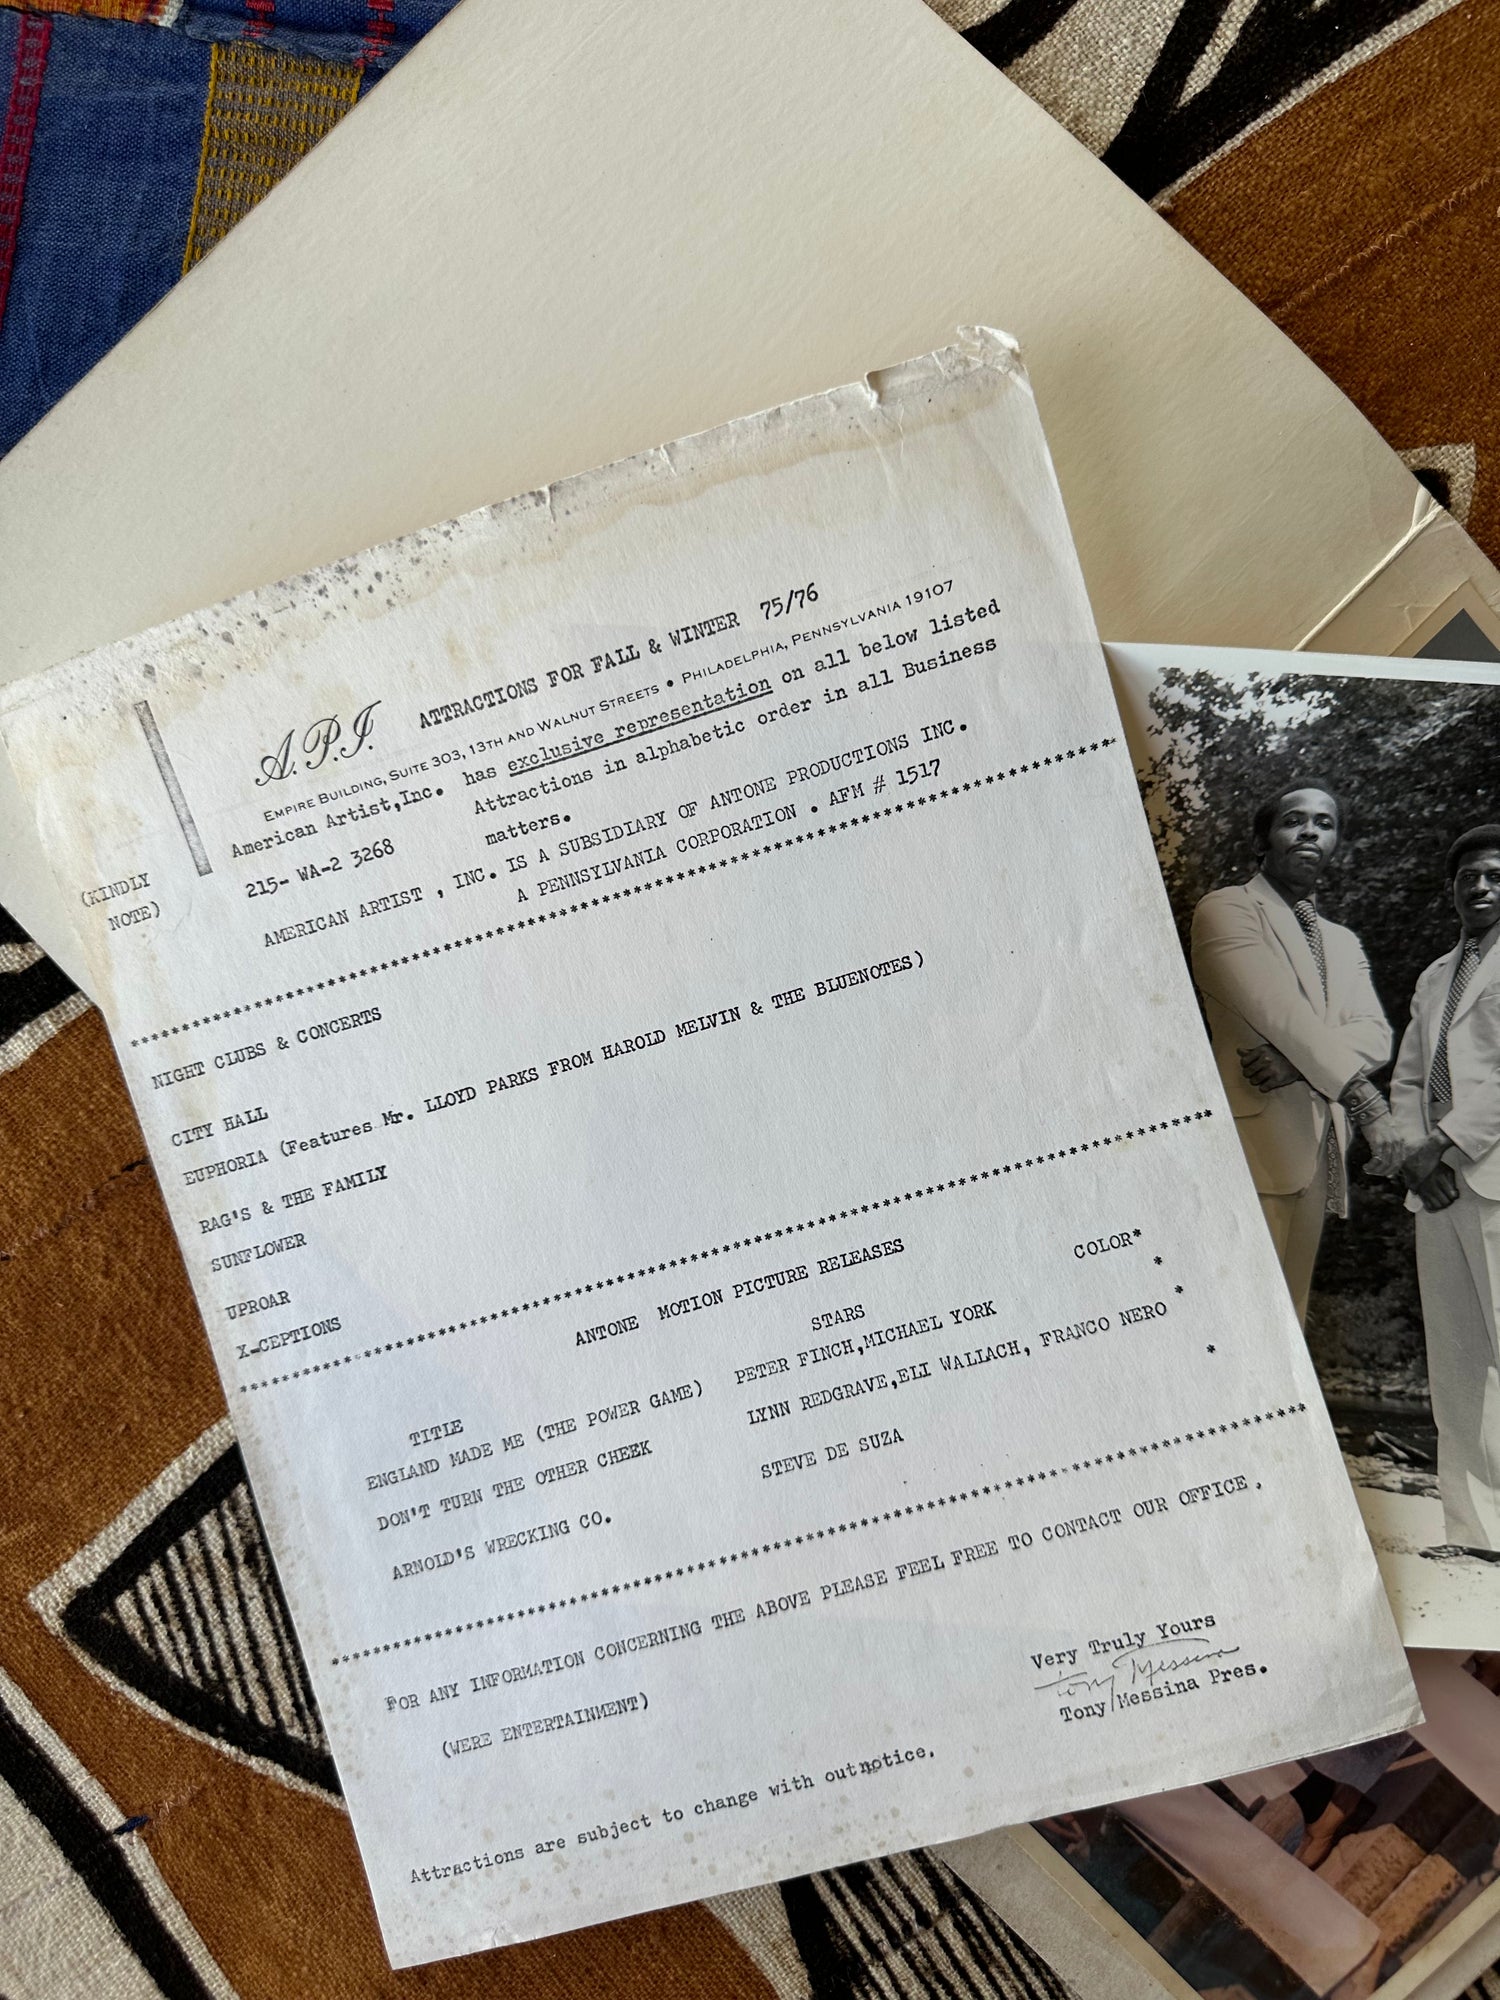 ATTRACTIONS FOR FALL & WINTER 75/76
A.P.I.
EMPIRE BUILDING, SUITE 303, 13TH AND WALNUT STREETS • PHILADELPHIA, PENNSYLVANIA 19107
American Artist,Inc. has exclusive representation on all below listed
Attractions in alphabetic order in all Business
215- WA-2 3268 matters.
(KINDLY
NOTE)
AMERICAN ARTIST , INC. IS A SUBSIDIARY OF ANTONE PRODUCTIONS INC.
A PENNSYLVANIA CORPORATION . AFM # 1517
NIGHT CLUBS & CONCERTS
CITY HALL
EUPHORIA (Features Mr. LLOYD PARKS FROM HAROLD MELVIN & THE BLUENOTES)
RAG'S & THE FAMILY
SUNFLOWER
UPROAR
X-CEPTIONS
ANTONE MOTION PICTURE RELEASES
TITLE STARS COLOR*
ENGLAND MADE ME (THE POWER GAME) PETER FINCH,MICHAEL YORK *
DON'T TURN THE OTHER CHEEK LYNN REDGRAVE,ELI WALLACH, FRANCO NERO *
ARNOLD'S WRECKING CO. STEVE DE SUZA *
FOR ANY INFORMATION CONCERNING THE ABOVE PLEASE FEEL FREE TO CONTACT OUR OFFICE.
(WERE ENTERTAINMENT)
Very Truly Yours
Tony Messina
Tony Messina Pres.
Attractions are subject to change with outnotice.